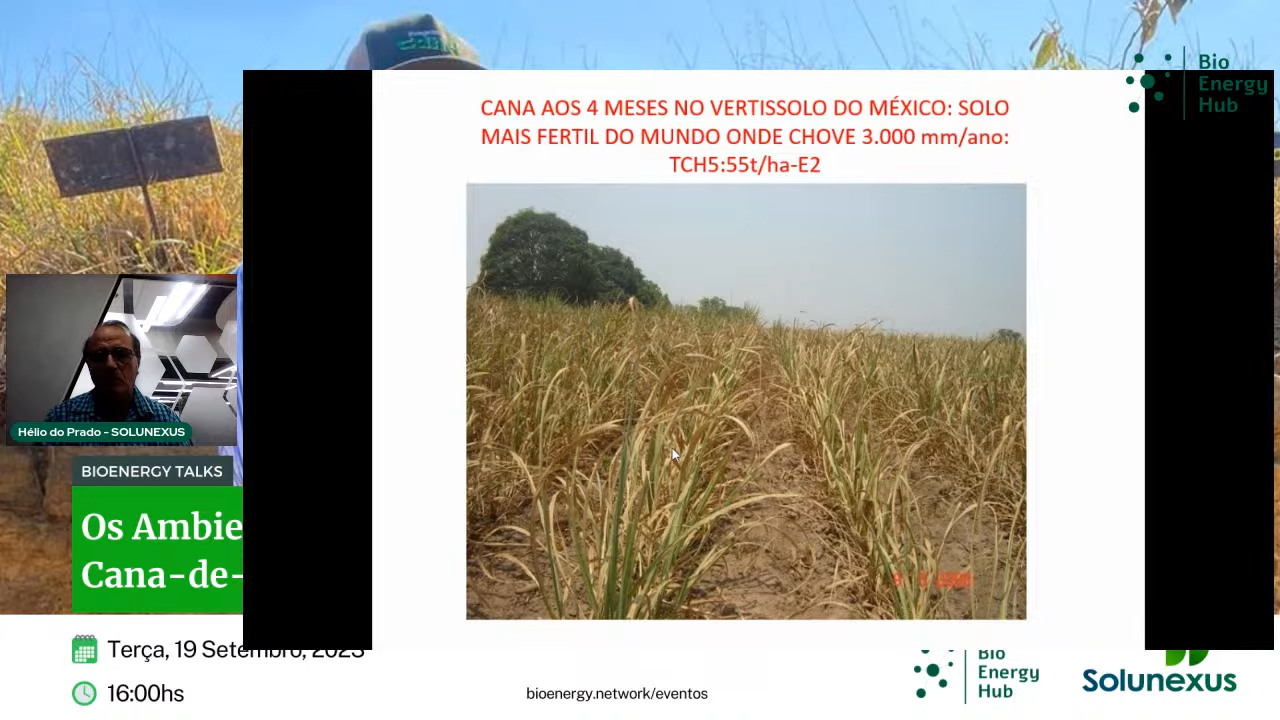 CANA AOS 4 MESES NO VERTISSOLO DO MÉXICO: SOLO
MAIS FERTIL DO MUNDO ONDE CHOVE 3.000 mm/ano:
TCH5:55t/ha-E2
Bio
Energy
Hub
Hélio do Prado - SOLUNEXUS
BIOENERGY TALKS
Os Ambie
Cana-de-
Terça, 19 Setembro, 2023
16:00hs
bioenergy.network/eventos
Bio
Energy
Hub
Solunexus